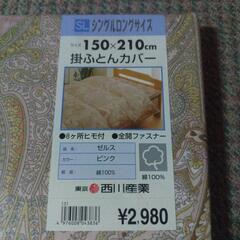 SL シングルロングサイズ
サイズ 150×210cm
掛ふとんカバー
●8ヶ所ヒモ付 ●全開ファスナー
品名 ゼルス
カラー ピンク
綿100%
綿100%
東京 西川産業
¥2,980